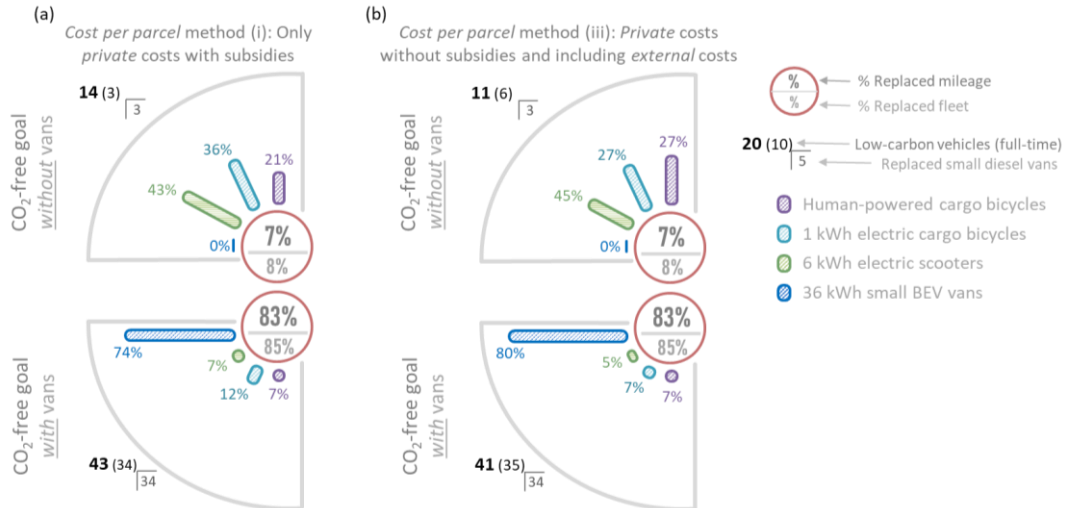 (a)
Cost per parcel method (i): Only
private costs with subsidies
14 (3)
3
CO2-free goal
without vans
36%
21%
43%
0%
7%
8%
83%
85%
74%
7%
12%
7%
CO2-free goal
with vans
43 (34)
34
(b)
Cost per parcel method (iii): Private costs
without subsidies and including external costs
11 (6)
3
CO2-free goal
without vans
27%
27%
45%
0%
7%
8%
83%
85%
80%
5%
7%
7%
CO2-free goal
with vans
41 (35)
34
%
% Replaced mileage
%
% Replaced fleet
20 (10)
Low-carbon vehicles (full-time)
5
Replaced small diesel vans
Human-powered cargo bicycles
1 kWh electric cargo bicycles
6 kWh electric scooters
36 kWh small BEV vans